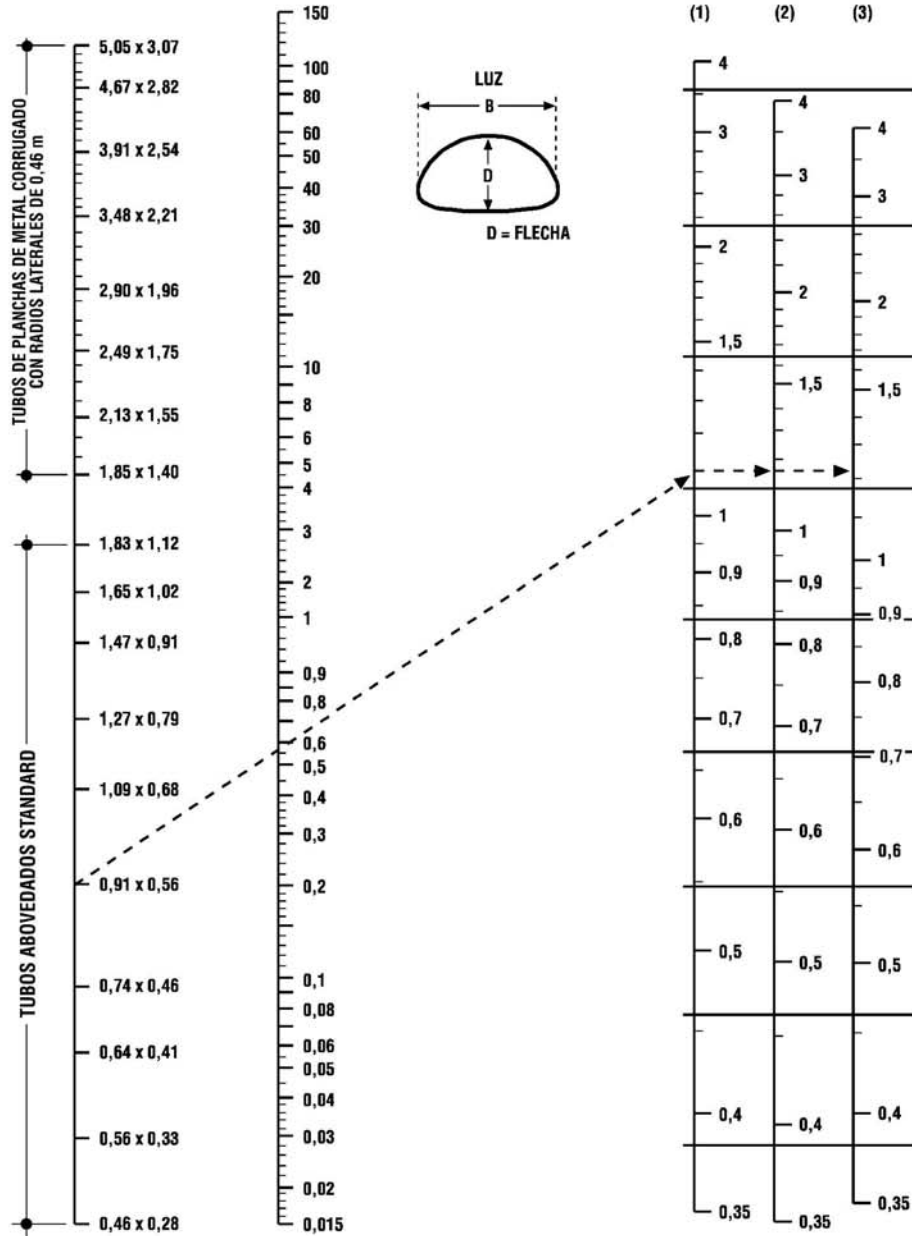 TUBOS DE PLANCHAS DE METAL CORRUGADO
CON RADIOS LATERALES DE 0,46 m
TUBOS ABOVEDADOS STANDARD
5,05 x 3,07
4,67 x 2,82
3,91 x 2,54
3,48 x 2,21
2,90 x 1,96
2,49 x 1,75
2,13 x 1,55
1,85 x 1,40
1,83 x 1,12
1,65 x 1,02
1,47 x 0,91
1,27 x 0,79
1,09 x 0,68
0,91 x 0,56
0,74 x 0,46
0,64 x 0,41
0,56 x 0,33
0,46 x 0,28
150
100
80
60
50
40
30
20
10
8
6
5
4
3
2
1
0,9
0,8
0,6
0,5
0,4
0,3
0,2
0,1
0,08
0,06
0,05
0,04
0,03
0,02
0,015
LUZ
B
D
D = FLECHA
(1)
4
3
2
1,5
1
0,9
0,8
0,7
0,6
0,5
0,4
0,35
(2)
4
3
2
1,5
1
0,9
0,8
0,7
0,6
0,5
0,4
0,35
(3)
4
3
2
1,5
1
0,9
0,8
0,7
0,6
0,5
0,4
0,35